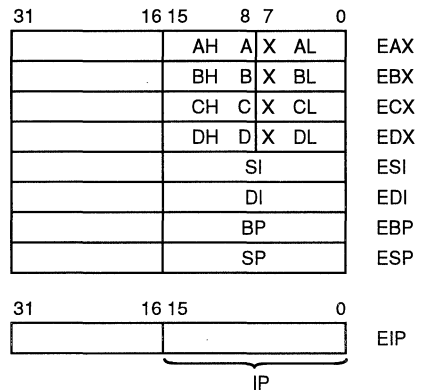 31 16 15 8 7 0
AH A X AL EAX
BH B X BL EBX
CH C X CL ECX
DH D X DL EDX
SI ESI
DI EDI
BP EBP
SP ESP
31 16 15 0
EIP
IP